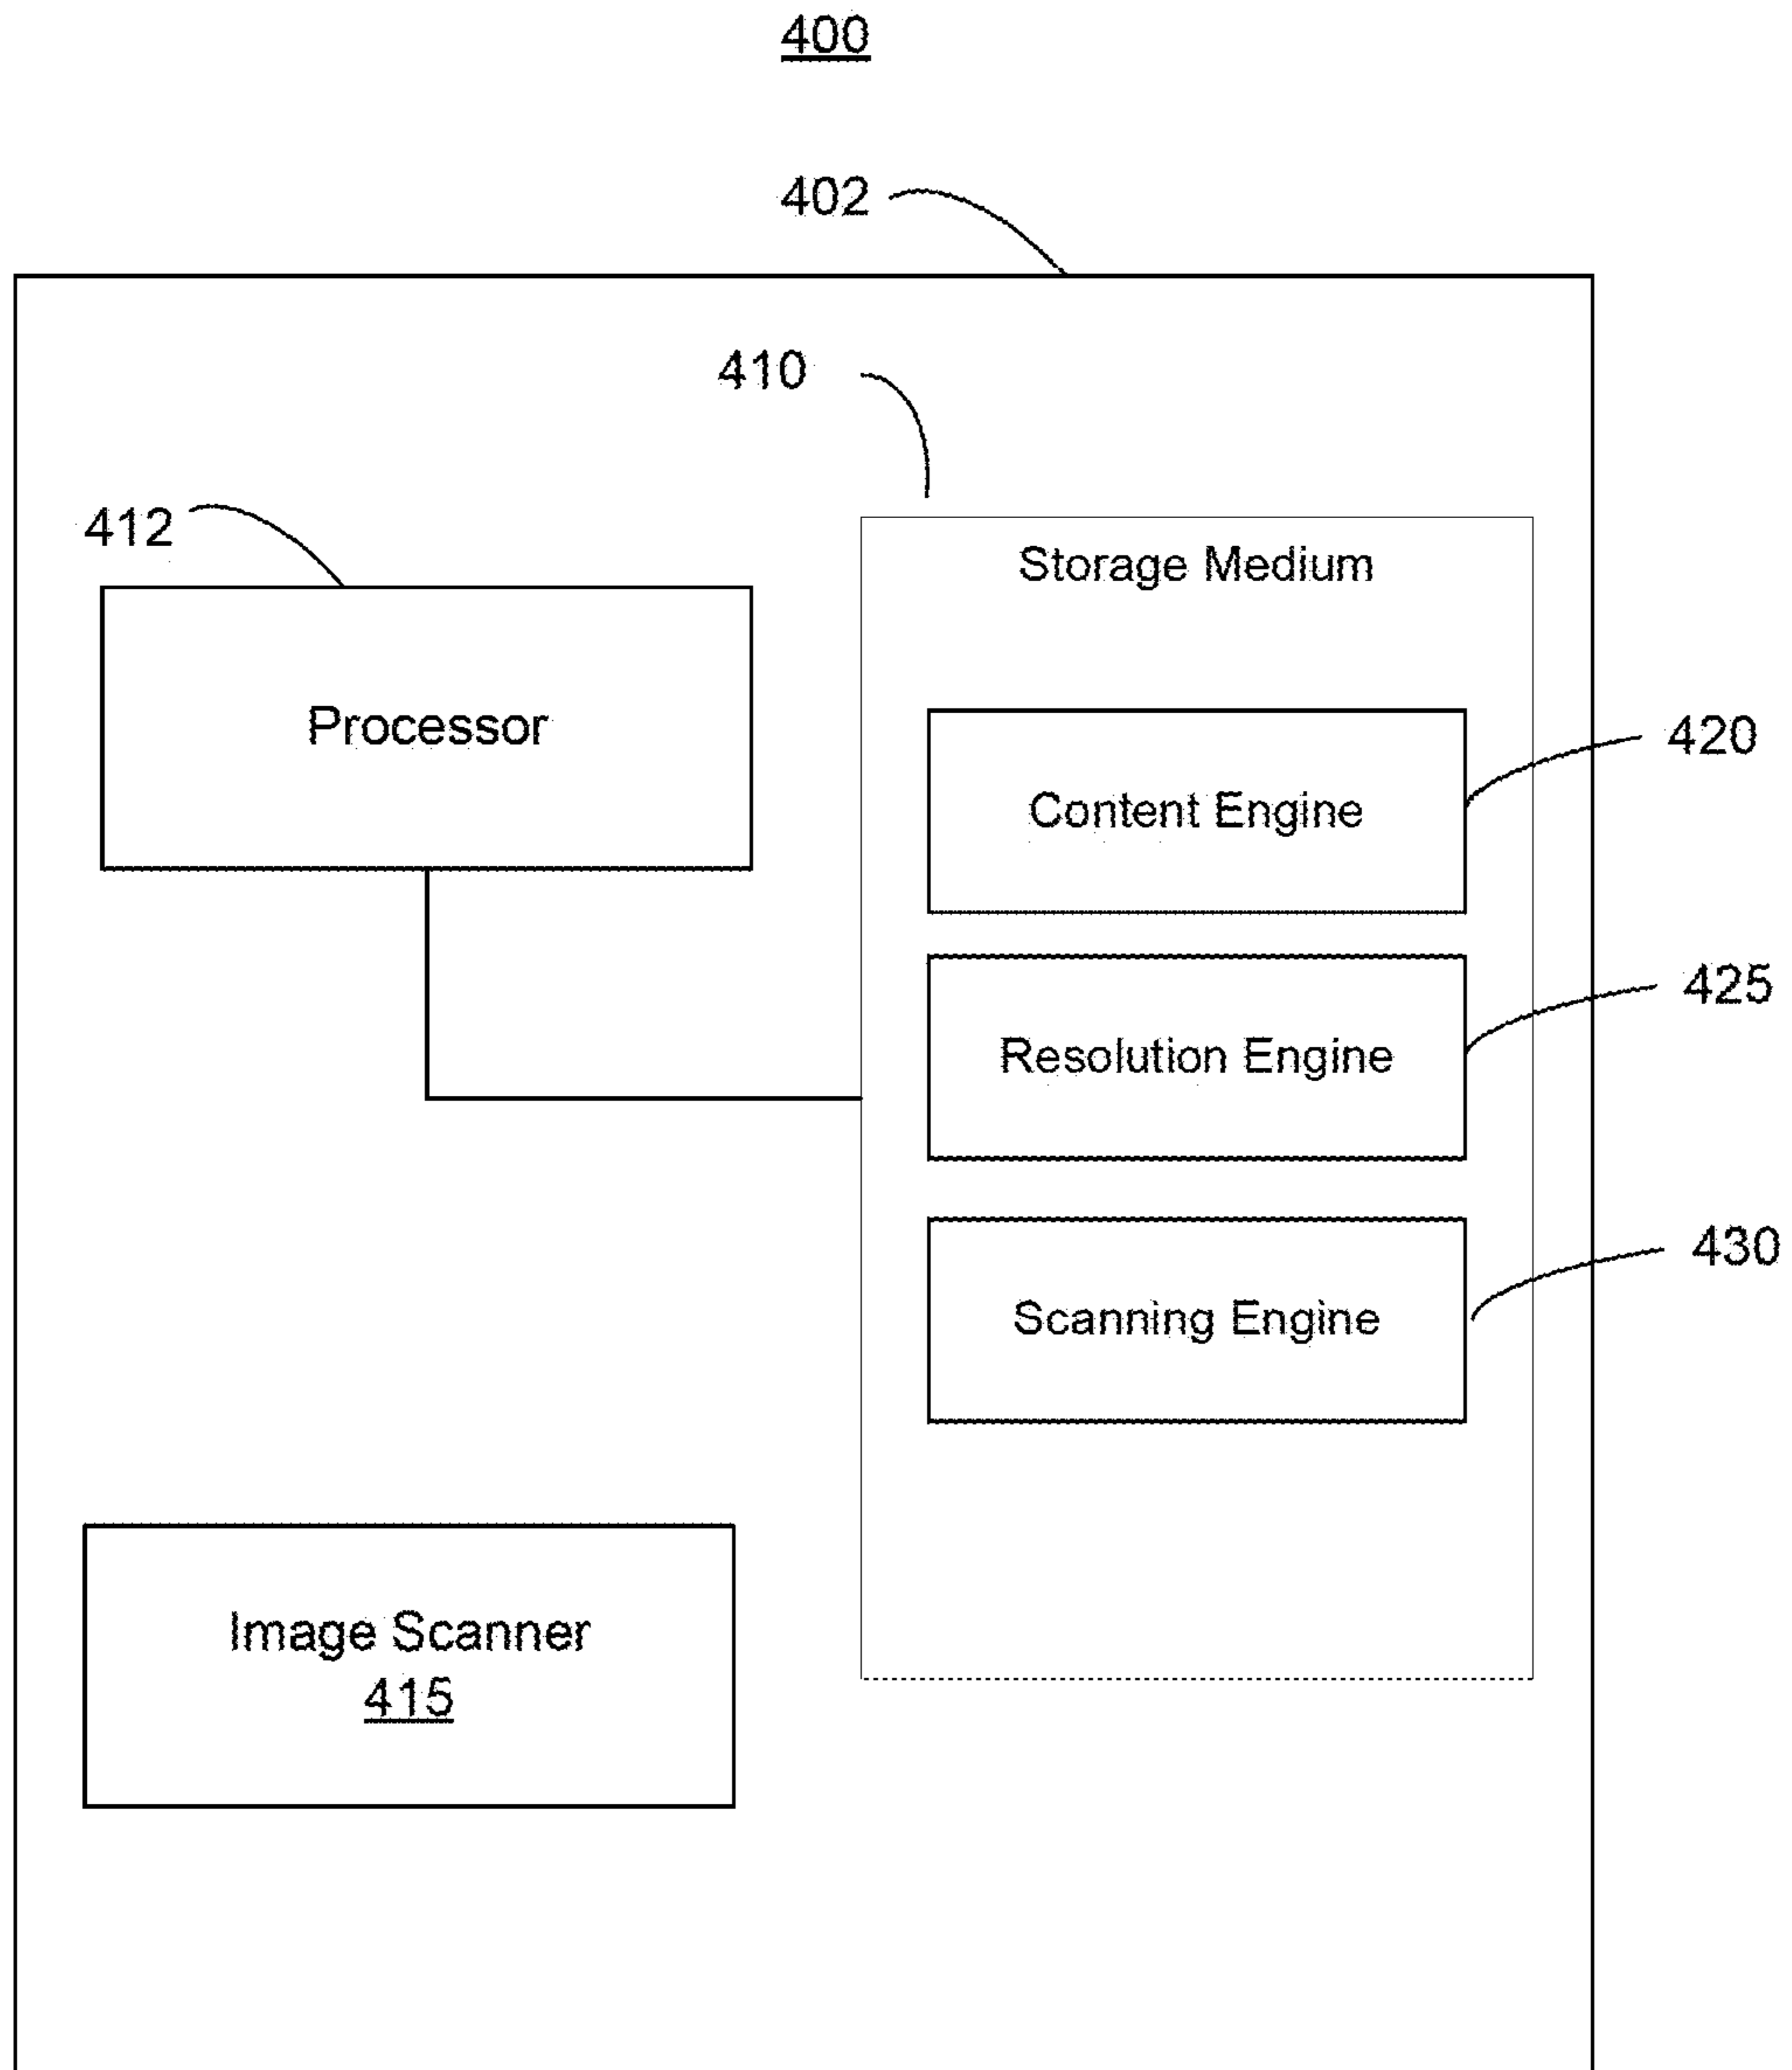 400
402
410
412
Storage Medium
Processor
420
Content Engine
425
Resolution Engine
430
Scanning Engine
Image Scanner
415